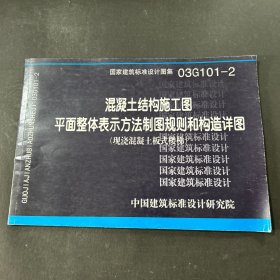 国家建筑标准设计图集 03G101-2
混凝土结构施工图
平面整体表示方法制图规则和构造详图
(现浇混凝土板式楼梯)
国家建筑标准设计
国家建筑标准设计
国家建筑标准设计
国家建筑标准设计
国家建筑标准设计
中国建筑标准设计研究院